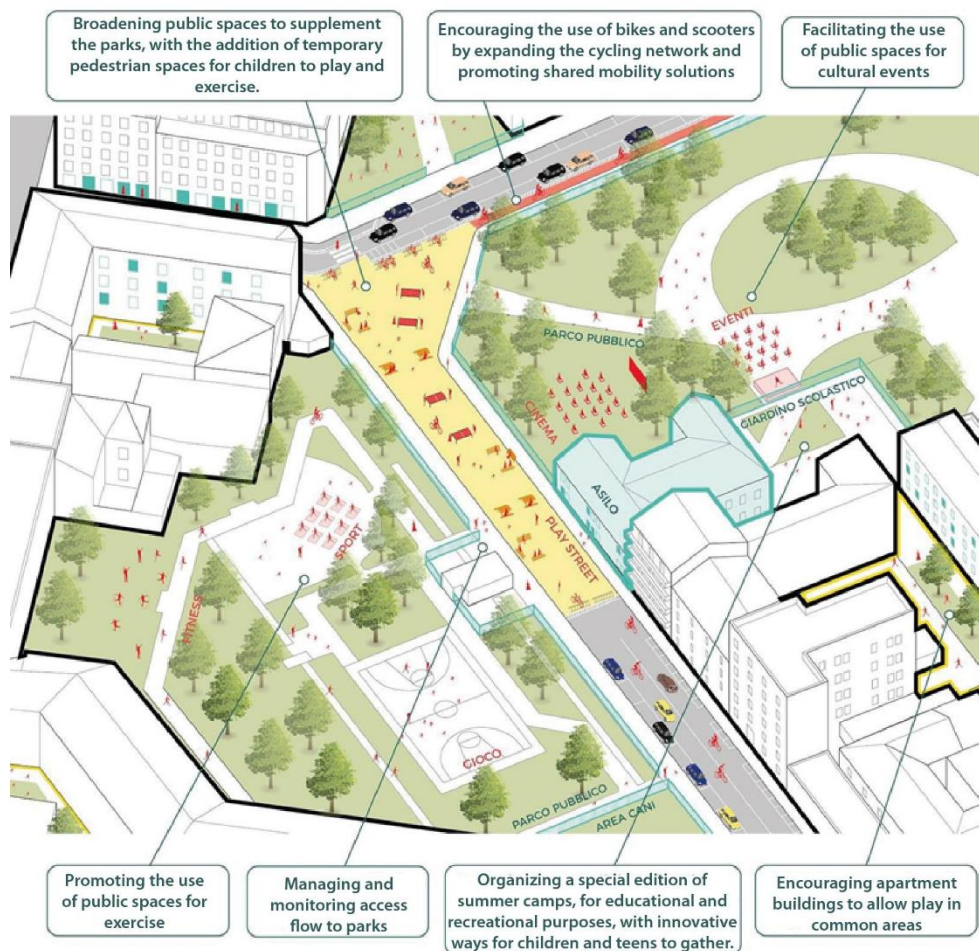 Broadening public spaces to supplement
the parks, with the addition of temporary
pedestrian spaces for children to play and
exercise.
Encouraging the use of bikes and scooters
by expanding the cycling network and
promoting shared mobility solutions
Facilitating the use
of public spaces for
cultural events
EVENTI
PARCO PUBBLICO
GIARDINO SCOLASTICO
CINEMA
ASILO
PLAY STREET
SPORT
FITNESS
GIOCO
PARCO PUBBLICO
AREA CANI
Promoting the use
of public spaces for
exercise
Managing and
monitoring access
flow to parks
Organizing a special edition of
summer camps, for educational and
recreational purposes, with innovative
ways for children and teens to gather.
Encouraging apartment
buildings to allow play in
common areas